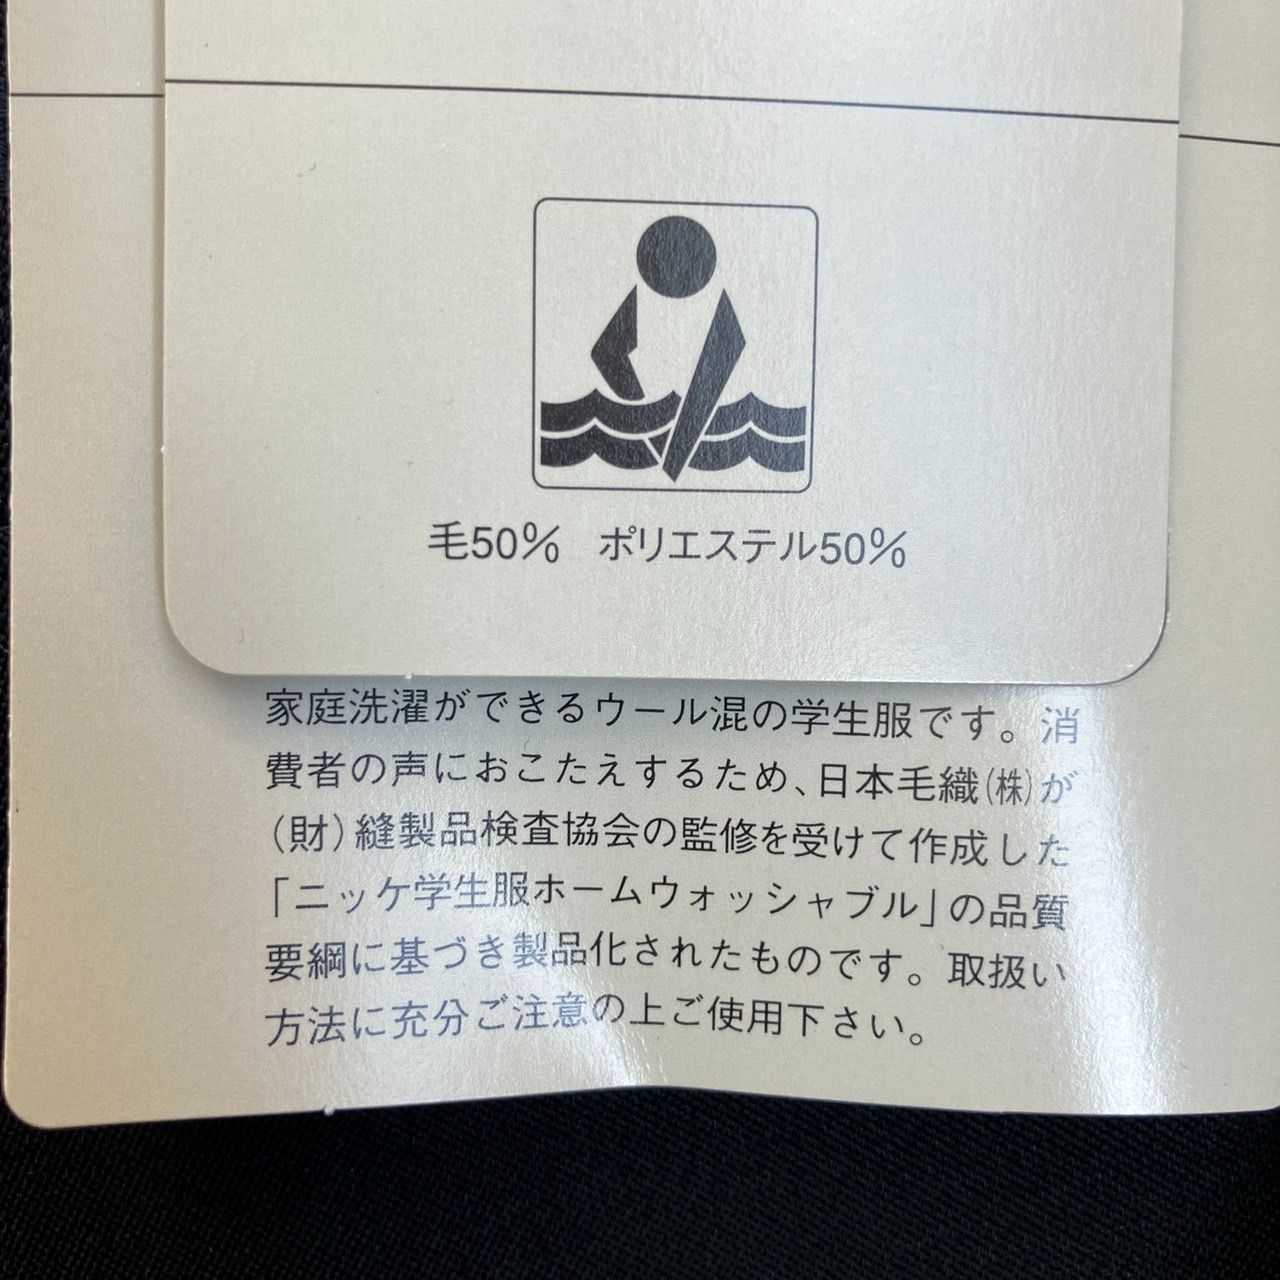 毛50% ポリエステル50%
家庭洗濯ができるウール混の学生服です。消
費者の声におこたえするため、日本毛織(株)が
(財)縫製品検査協会の監修を受けて作成した
「ニッケ学生服ホームウォッシャブル」の品質
要綱に基づき製品化されたものです。取扱い
方法に充分ご注意の上ご使用下さい。